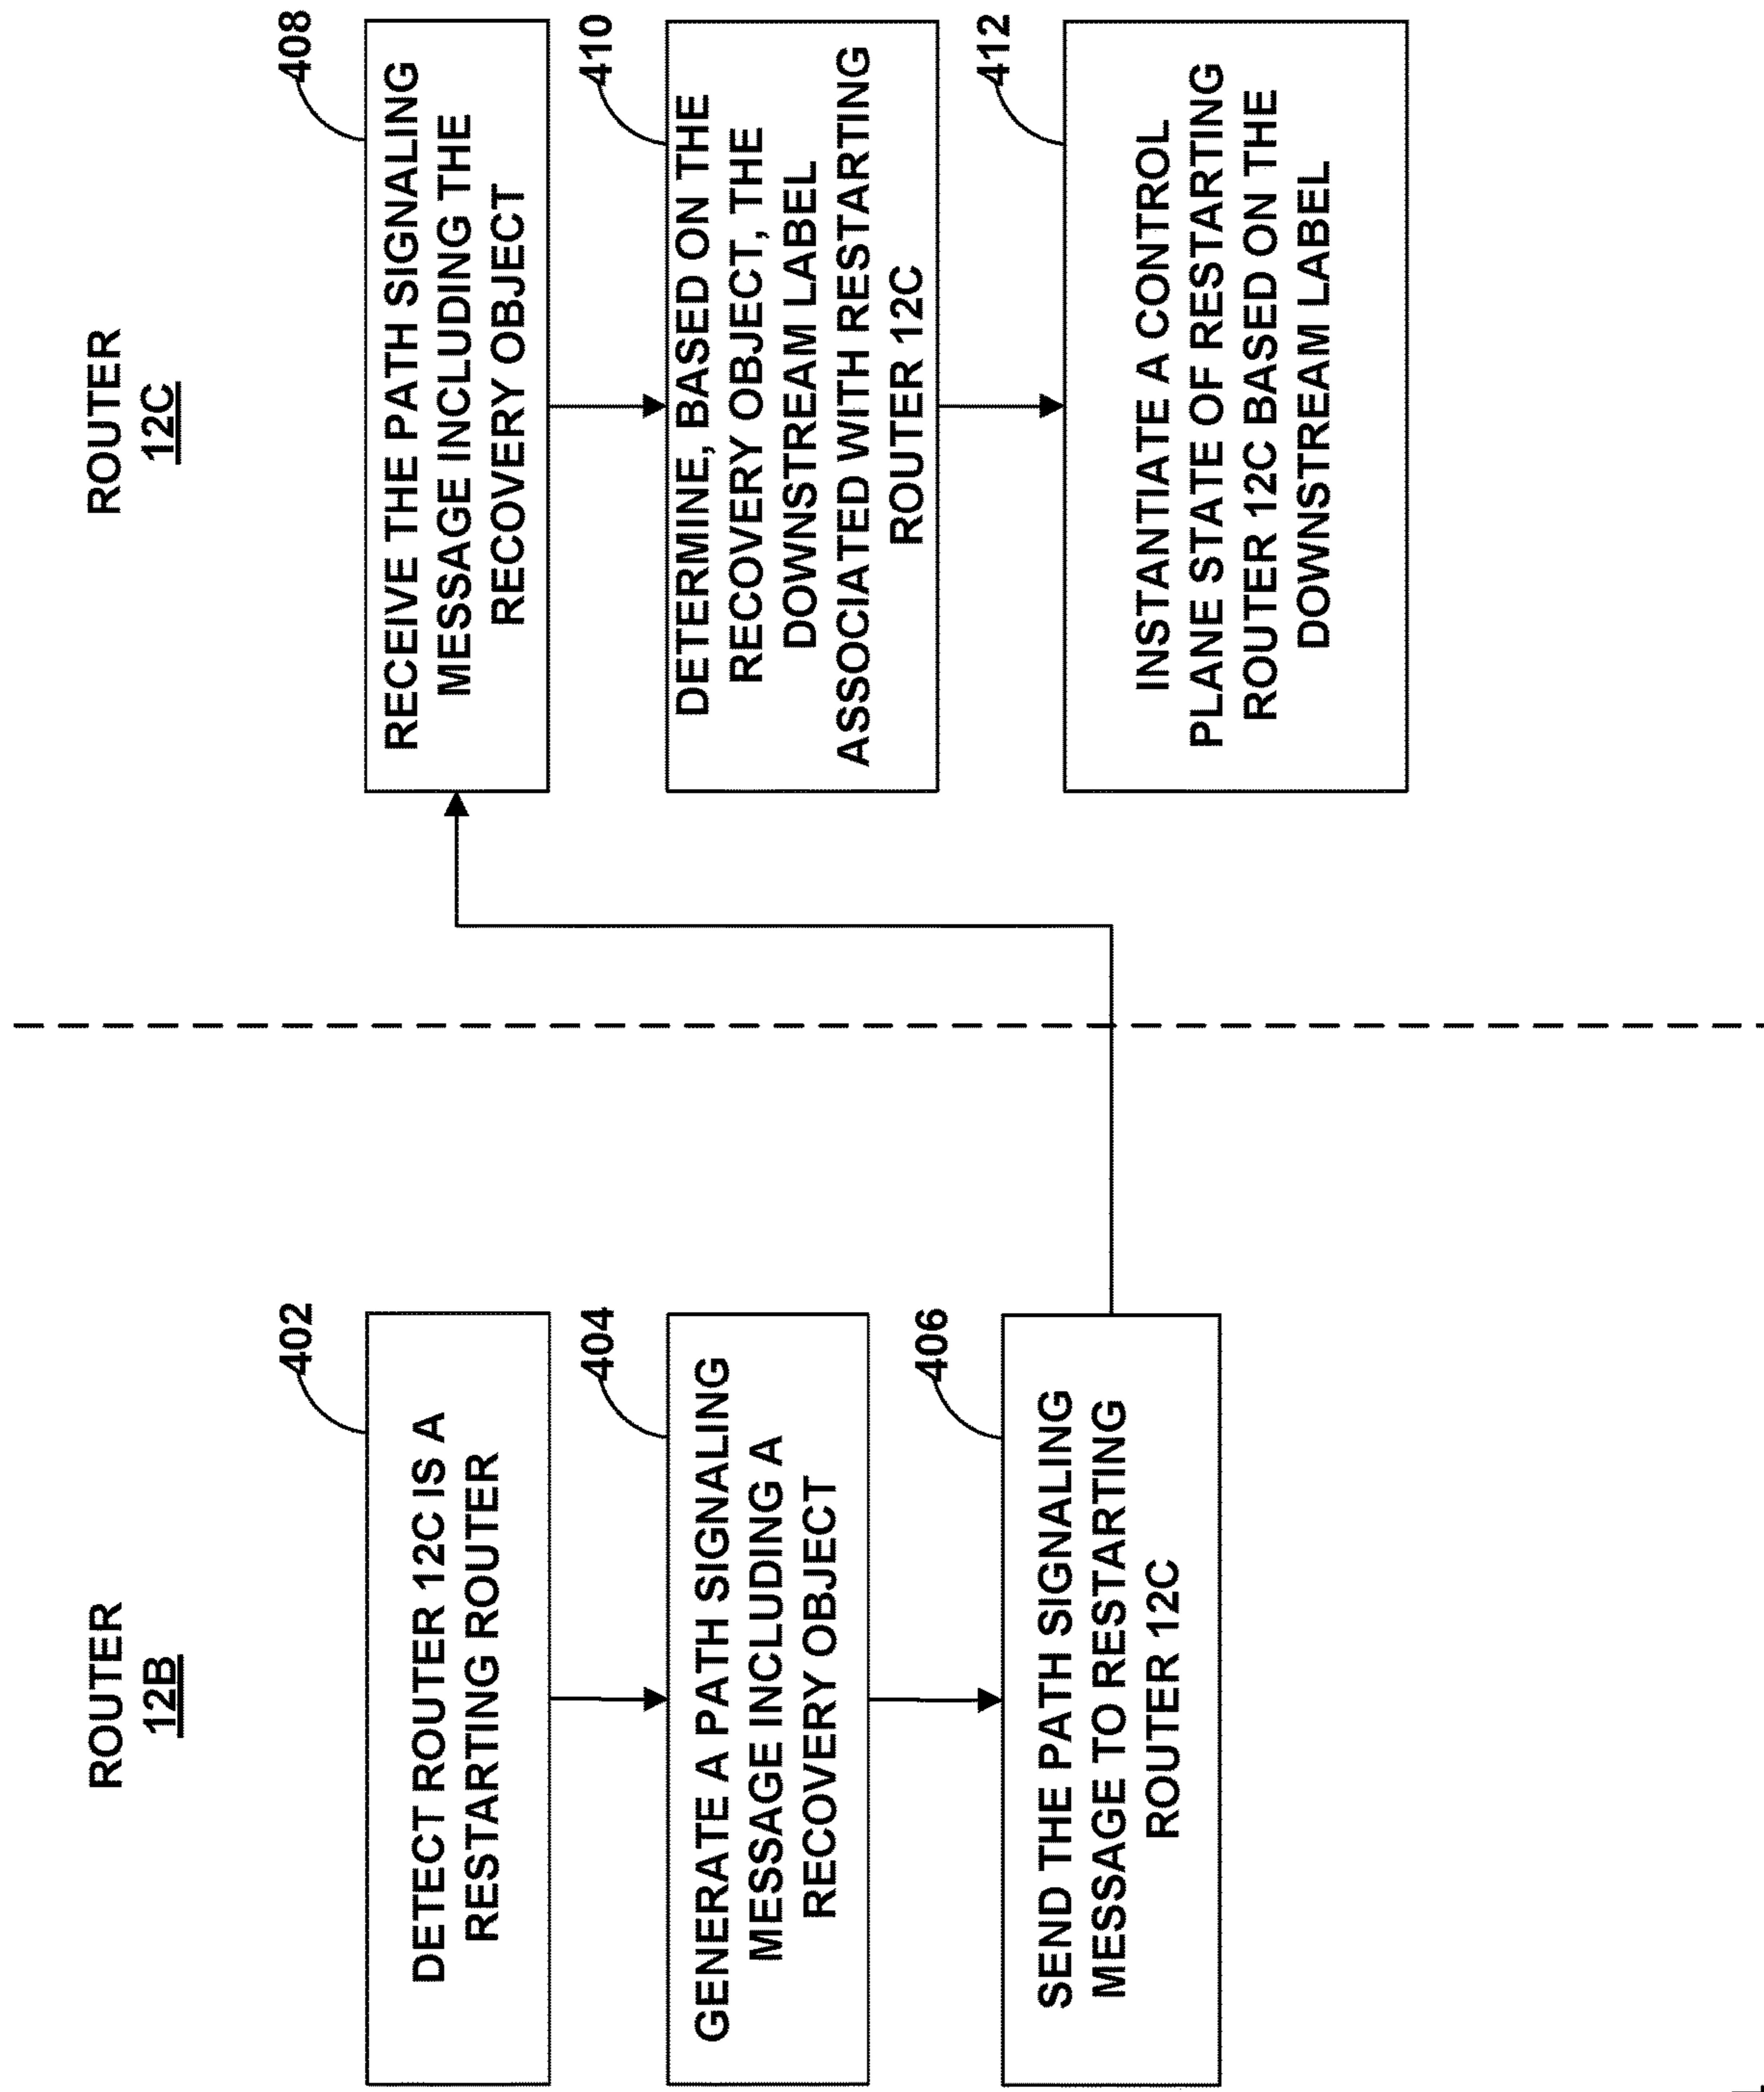 ROUTER
12B
402
DETECT ROUTER 12C IS A
RESTARTING ROUTER
404
GENERATE A PATH SIGNALING
MESSAGE INCLUDING A
RECOVERY OBJECT
406
SEND THE PATH SIGNALING
MESSAGE TO RESTARTING
ROUTER 12C
ROUTER
12C
408
RECEIVE THE PATH SIGNALING
MESSAGE INCLUDING THE
RECOVERY OBJECT
410
DETERMINE, BASED ON THE
RECOVERY OBJECT, THE
DOWNSTREAM LABEL
ASSOCIATED WITH RESTARTING
ROUTER 12C
412
INSTANTIATE A CONTROL
PLANE STATE OF RESTARTING
ROUTER 12C BASED ON THE
DOWNSTREAM LABEL